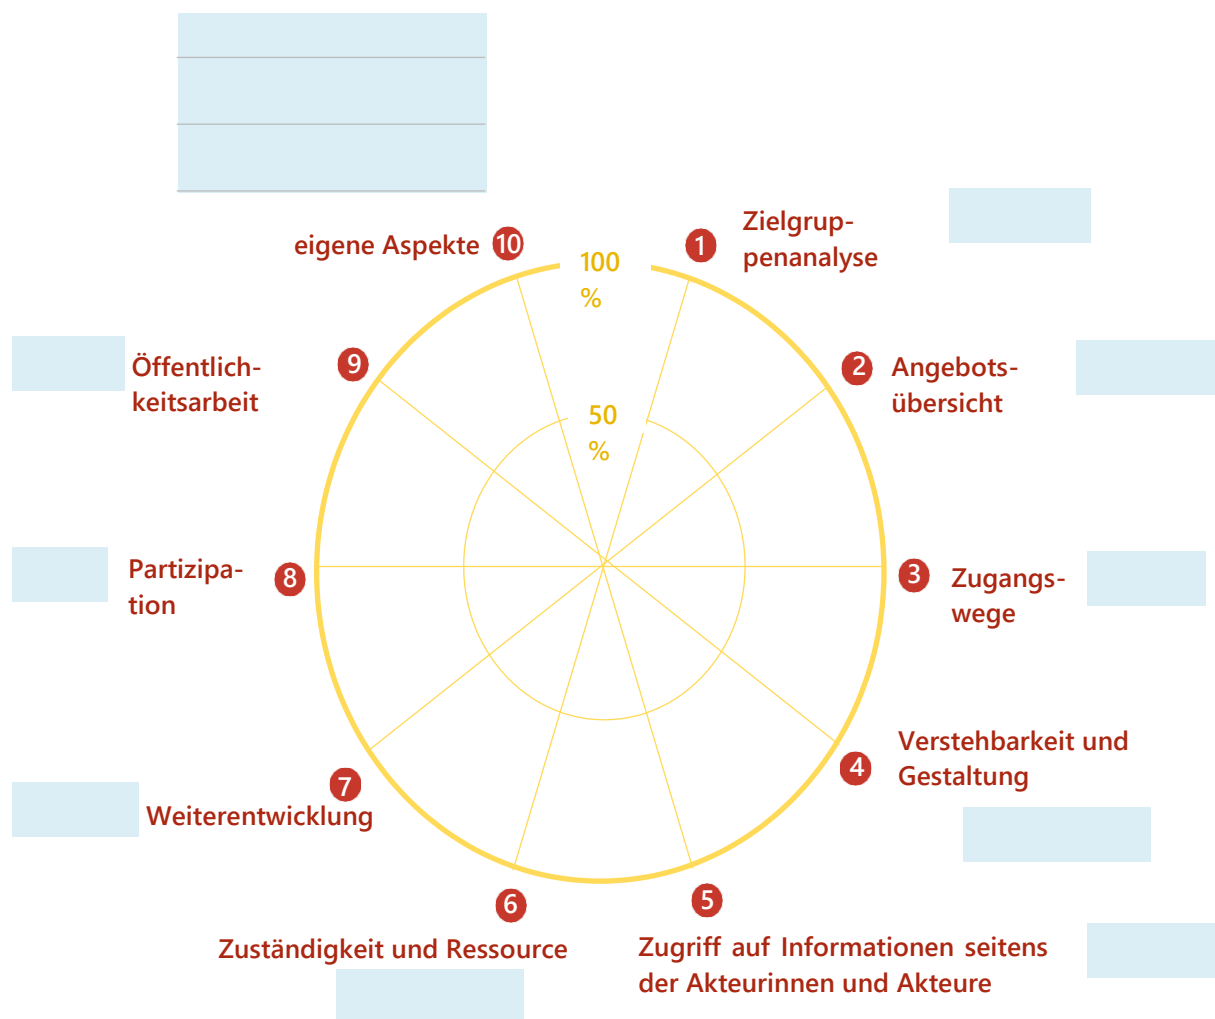 eigene Aspekte 10
100
%
1 Zielgrup-
penanalyse
9 Öffentlich-
keitsarbeit
2 Angebots-
übersicht
50
%
8 Partizipa-
tion
3 Zugangs-
wege
4 Verstehbarkeit und
Gestaltung
7 Weiterentwicklung
6
Zuständigkeit und Ressource
5
Zugriff auf Informationen seitens
der Akteurinnen und Akteure